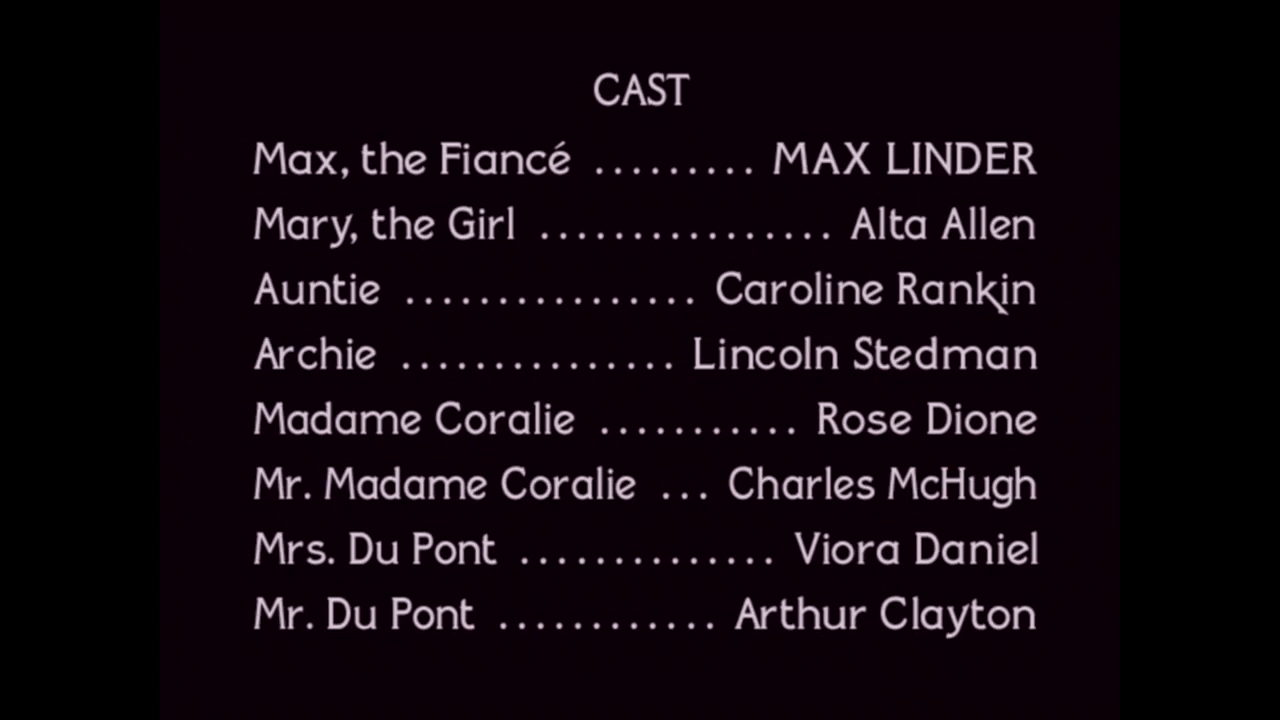 CAST
Max, the Fiancé ......... MAX LINDER
Mary, the Girl ................ Alta Allen
Auntie ................ Caroline Rankin
Archie ............... Lincoln Stedman
Madame Coralie ........... Rose Dione
Mr. Madame Coralie ... Charles McHugh
Mrs. Du Pont .............. Viora Daniel
Mr. Du Pont ............ Arthur Clayton